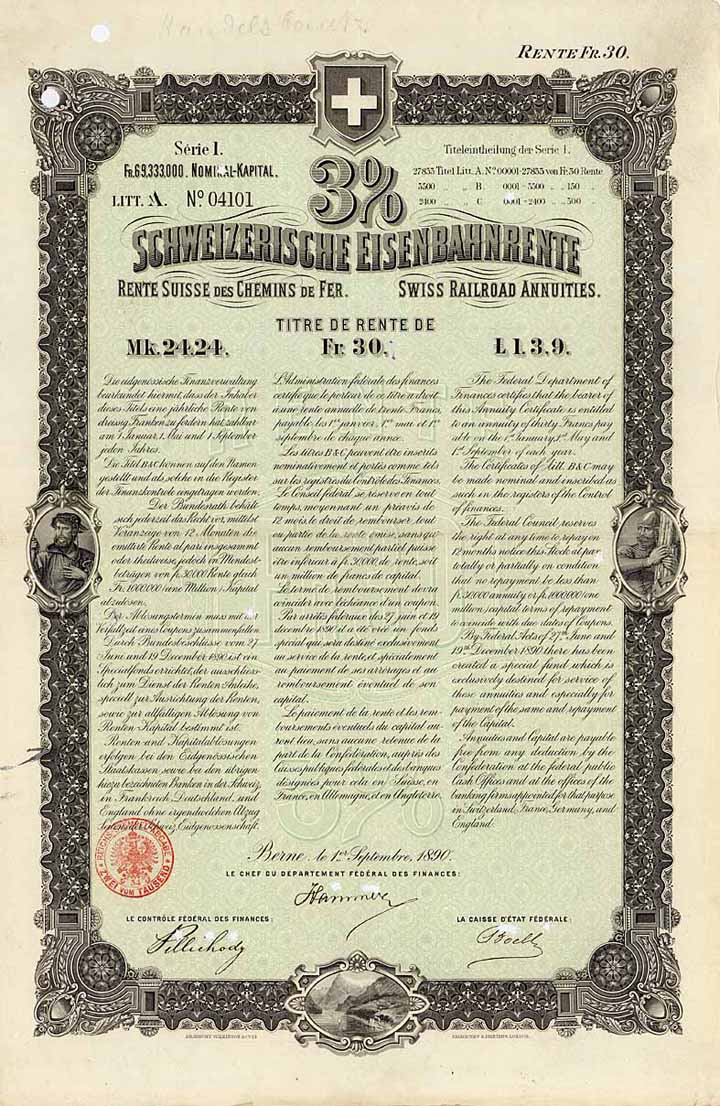 RENTE FR. 30.
Série I.
FR. 69,333,000. NOMINAL-KAPITAL.
LITT. A. No. 04101
Titeleintheilung der Serie I.
27855 Titel Litt. A. No. 00001-27855 von Fr. 30 Rente
5500 „ „ B. 0001-5500 „ „ 150 „
2400 „ „ C 0001-2400 „ „ 300 „
3%
SCHWEIZERISCHE EISENBAHNRENTE
RENTE SUISSE DES CHEMINS DE FER. SWISS RAILROAD ANNUITIES.
TITRE DE RENTE DE
Mk. 24.24. Fr. 30. £ 1. 3, 9.
Die eidgenössische Finanzverwaltung
beurkundet hiermit, dass der Inhaber
dieses Titels eine jährliche Rente von
dreissig Franken zu fordern hat, zahlbar
am 1. Januar, 1. Mai und 1. September
jeden Jahres.
Die Titel B & C können auf den Namen
gestellt und als solche in die Register
der Finanzkontrole eingetragen werden.
Der Bundesrath behält
sich jederzeit das Recht vor, mittelst
Voranzeige von 12 Monaten die
emittirte Rente al pari insgesammt
oder theilweise, jedoch in Mindest-
beträgen von fr. 30,000 Rente gleich
Fr. 1000,000 (eine Million) Kapital
abzulösen.
Der Ablösungstermin muss mit der
Verfallzeit eines Coupons zusammenfallen.
Durch Bundesbeschlüsse vom 27
Juni und 19 December 1890 ist ein
Specialfonds errichtet, der ausschliess-
lich zum Dienst der Renten Anleihe,
speciell zur Ausrichtung der Renten,
sowie zur allfälligen Ablösung von
Renten-Kapital bestimmt ist.
Renten und Kapitalablösungen
erfolgen bei den Eidgenössischen
Staatskassen sowie bei den übrigen
hiezu bezeichneten Banken in der Schweiz,
in Frankreich, Deutschland, und
England ohne irgendwelchen Abzug
Seitens der Schweiz. Eidgenossenschaft.
L'Administration fédérale des finances
certifie que le porteur de ce titre a droit
à une rente annuelle de trente Francs,
payable les 1er janvier, 1er mai et 1er
septembre de chaque année.
Les titres B & C peuvent être inscrits
nominativement et portés comme tels
sur les registres du Contrôle des Finances.
Le Conseil fédéral se réserve en tout
temps, moyennant un préavis de
12 mois, le droit de rembourser tout
ou partie de la rente émise, sans que
aucun remboursement partiel puisse
être inférieur à fr. 30,000, de rente, soit
un million de francs de capital.
Le terme de remboursement devra
coïncider avec l'échéance d'un coupon.
Par arrêtés fédéraux des 27 juin et 19
décembre 1890 il a été créé un fond
spécial qui sera destiné exclusivement
au service de la rente, et spécialement
au paiement de ses arrérages et au
remboursement éventuel de son
capital.
Le paiement de la rente et les rem-
boursements éventuels du capital au-
ront lieu, sans aucune retenue de la
part de la Confédération, auprès des
Caisses publiques fédérales et des banques
désignées pour cela en Suisse, en
France, en Allemagne, et en Angleterre.
The Federal Department of
Finances certifies that the bearer of
this Annuity Certificate is entitled
to an annuity of thirty Francs pay
able on the 1st January, 1st May and
1st September of each year.
The Certificates of Litt. B & C may
be made nominal and inscribed as
such in the registers of the Control
of finances.
The Federal Council reserves
the right at any time to repay on
12 months notice this Stock at par,
totally or partially on condition
that no repayment be less than
fr. 30,000 annuity or fr. 1000,000 (one
million) capital terms of repayment
to coincide with due dates of Coupons.
By Federal Acts of 27th June and
19th December 1890 there has been
created a special fund which is
exclusively destined for service of
these annuities and especially for
payment of the same and repayment
of the Capital.
Annuities and Capital are payable
free from any deduction by the
Confederation at the federal public
Cash Offices and at the offices of the
banking firms appointed for that purpose
in Switzerland, France, Germany, and
England.
ZWEI VOM TAUSEND
Berne, le 1er Septembre, 1890.
LE CHEF DU DÉPARTEMENT FÉDÉRAL DES FINANCES:
Hammer
LE CONTRÔLE FÉDÉRAL DES FINANCES: LA CAISSE D'ÉTAT FÉDÉRALE:
Pillichody
BRADBURY WILKINSON & Co. LD. ENGRAVERS & PRINTERS LONDON.